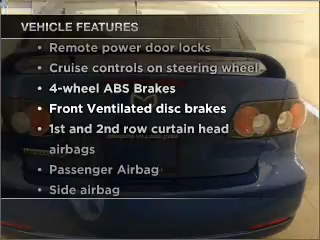 VEHICLE FEATURES
• Remote power door locks
• Cruise controls on steering wheel
• 4-wheel ABS Brakes
• Front Ventilated disc brakes
• 1st and 2nd row curtain head
airbags
• Passenger Airbag
• Side airbag